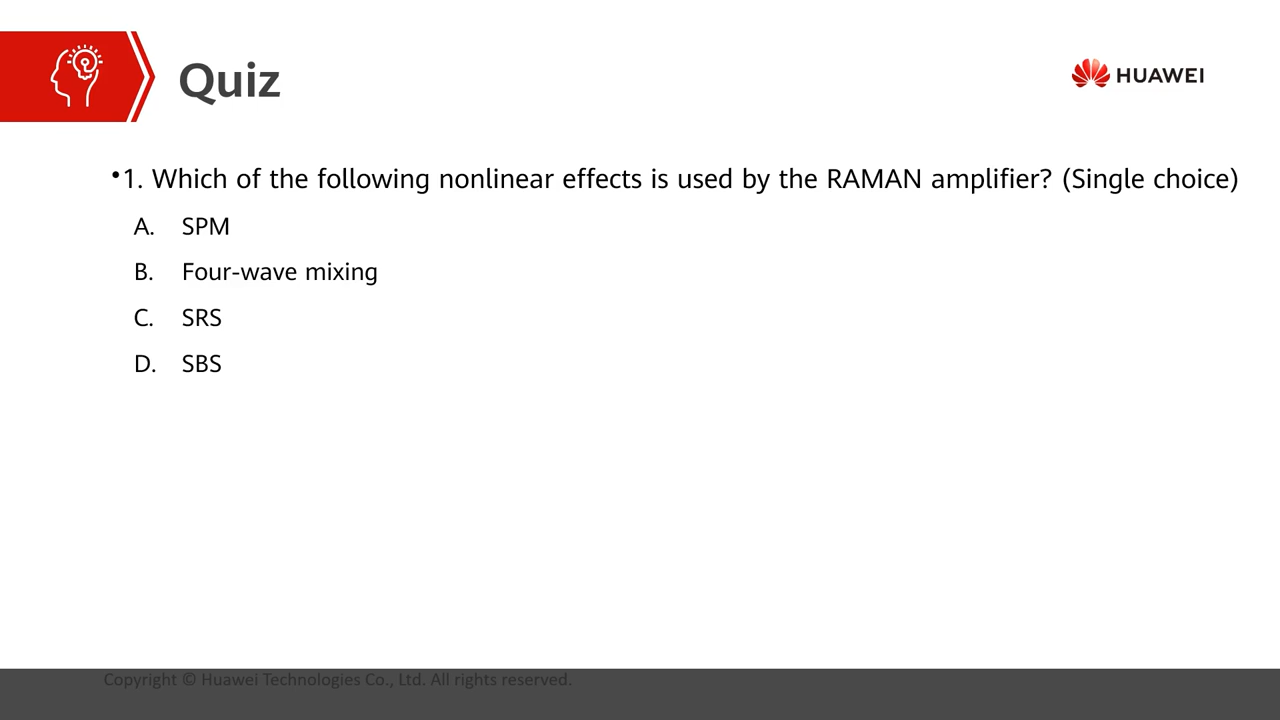 Quiz
HUAWEI
•1. Which of the following nonlinear effects is used by the RAMAN amplifier? (Single choice)
A. SPM
B. Four-wave mixing
C. SRS
D. SBS
Copyright © Huawei Technologies Co., Ltd. All rights reserved.